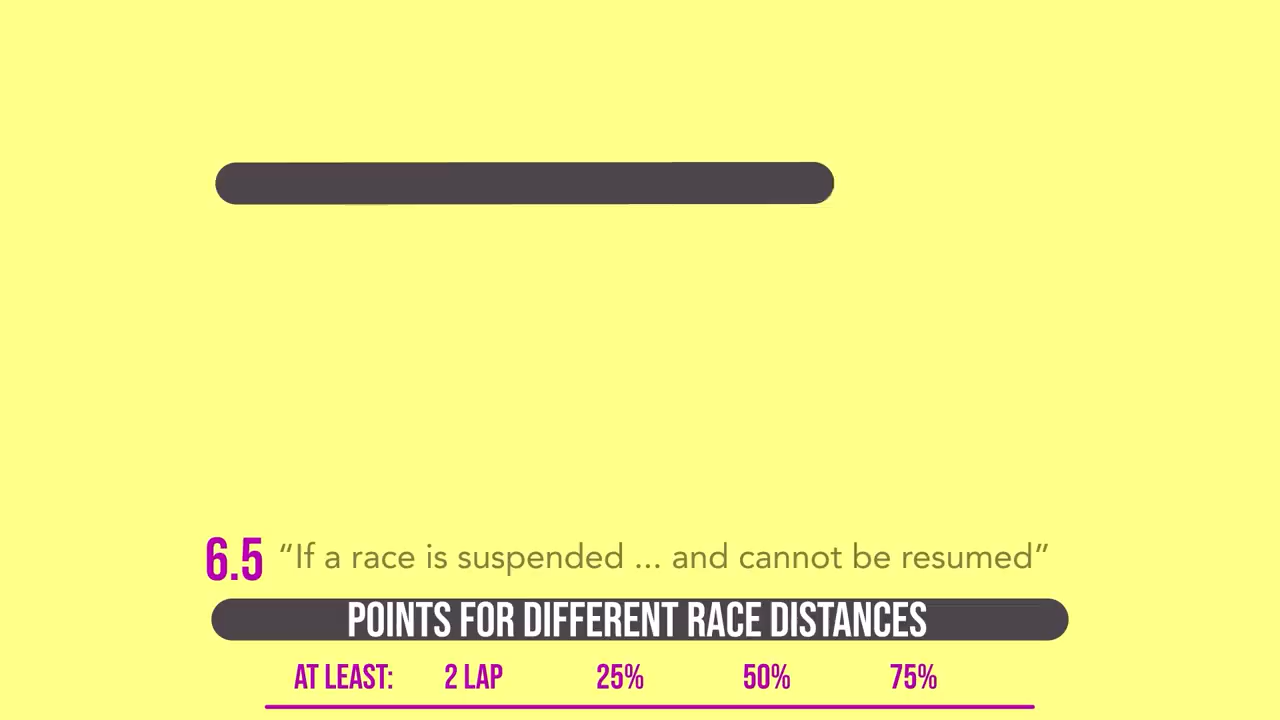 6.5 “If a race is suspended ... and cannot be resumed”
POINTS FOR DIFFERENT RACE DISTANCES
AT LEAST: 2 LAP 25% 50% 75%